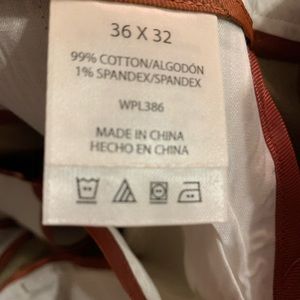 36 X 32
99% COTTON/ALGODÓN
1% SPANDEX/SPANDEX
WPL386
MADE IN CHINA
HECHO EN CHINA